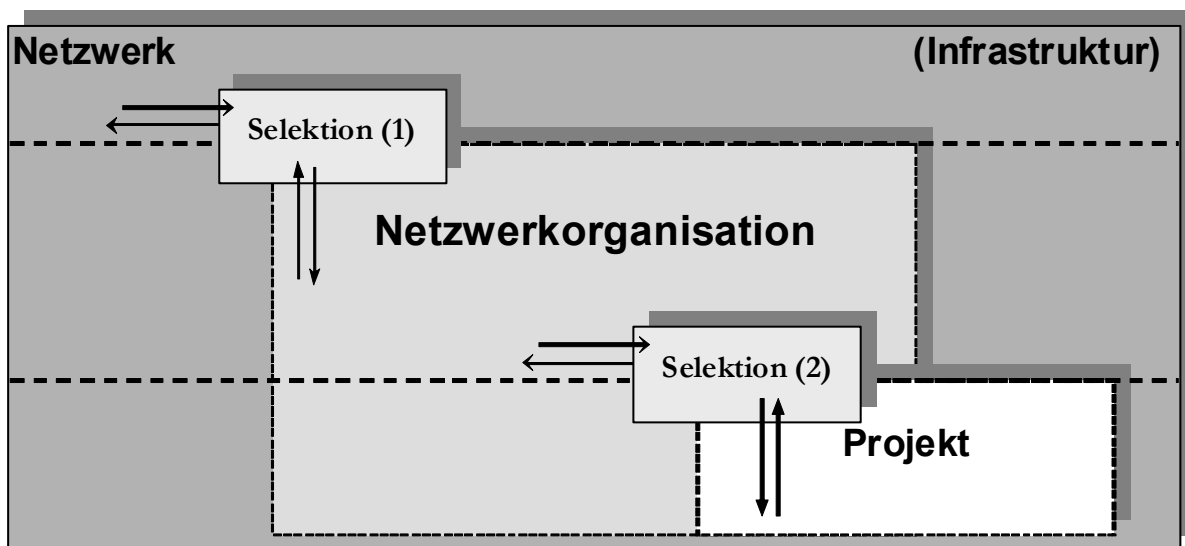 Netzwerk (Infrastruktur)
Selektion (1)
Netzwerkorganisation
Selektion (2)
Projekt